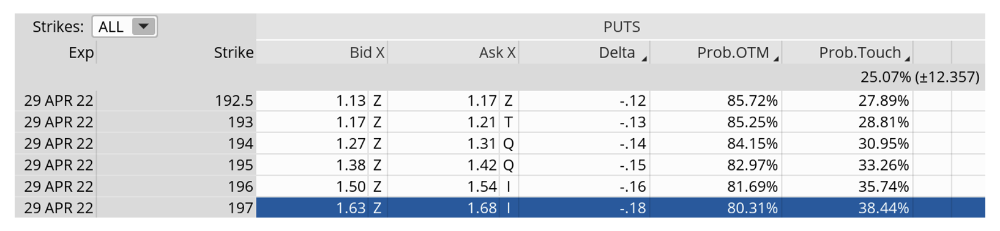 Strikes: ALL PUTS
Exp Strike Bid X Ask X Delta Prob.OTM Prob.Touch
25.07% (±12.357)
29 APR 22 192.5 1.13 Z 1.17 Z -.12 85.72% 27.89%
29 APR 22 193 1.17 Z 1.21 T -.13 85.25% 28.81%
29 APR 22 194 1.27 Z 1.31 Q -.14 84.15% 30.95%
29 APR 22 195 1.38 Z 1.42 Q -.15 82.97% 33.26%
29 APR 22 196 1.50 Z 1.54 I -.16 81.69% 35.74%
29 APR 22 197 1.63 Z 1.68 I -.18 80.31% 38.44%